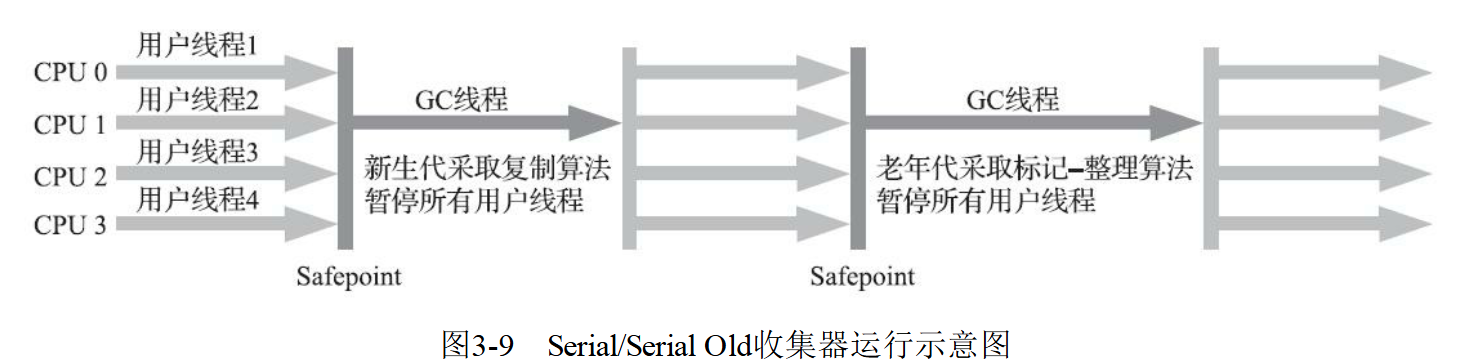 用户线程1
CPU 0
GC线程
GC线程
用户线程2
CPU 1
用户线程3
新生代采取复制算法
老年代采取标记–整理算法
CPU 2
暂停所有用户线程
暂停所有用户线程
用户线程4
CPU 3
Safepoint
Safepoint
图3-9 Serial/Serial Old收集器运行示意图